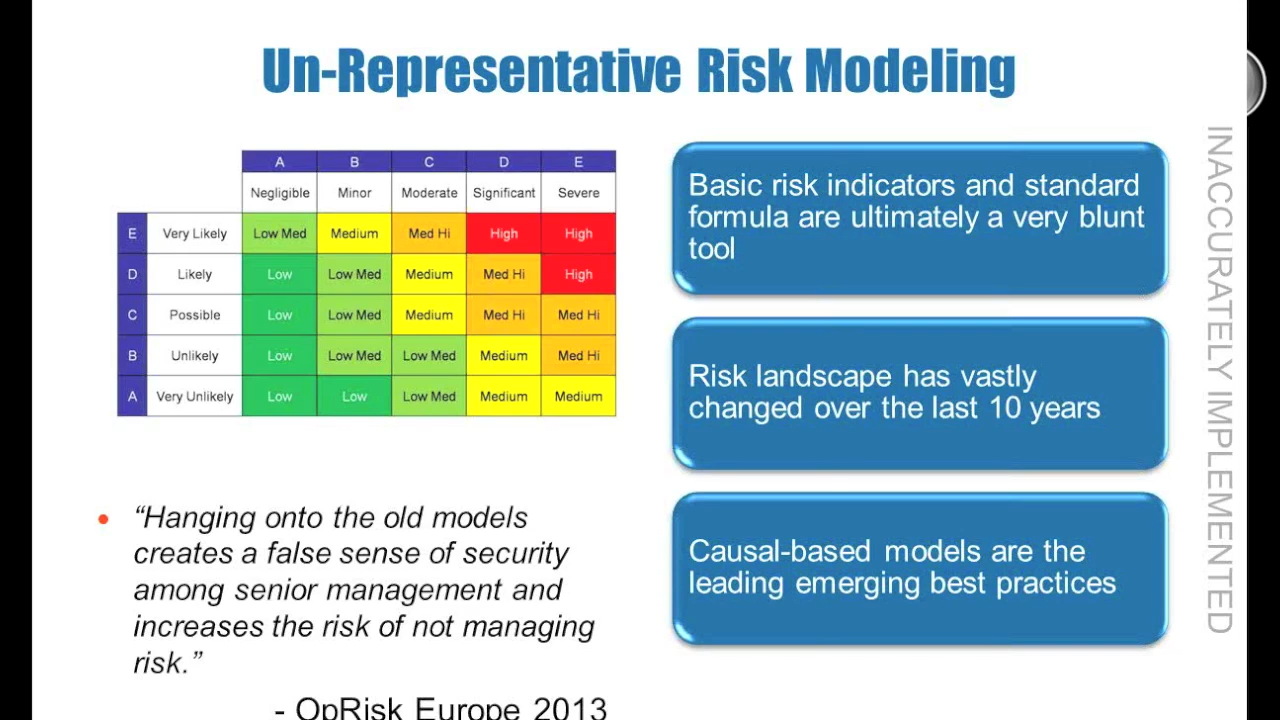 Un-Representative Risk Modeling
A B C D E
Negligible Minor Moderate Significant Severe
E Very Likely Low Med Medium Med Hi High High
D Likely Low Low Med Medium Med Hi High
C Possible Low Low Med Medium Med Hi Med Hi
B Unlikely Low Low Med Low Med Medium Med Hi
A Very Unlikely Low Low Low Med Medium Medium
• “Hanging onto the old models
creates a false sense of security
among senior management and
increases the risk of not managing
risk.”
- OpRisk Europe 2013
Basic risk indicators and standard
formula are ultimately a very blunt
tool
Risk landscape has vastly
changed over the last 10 years
Causal-based models are the
leading emerging best practices
INACCURATELY IMPLEMENTED